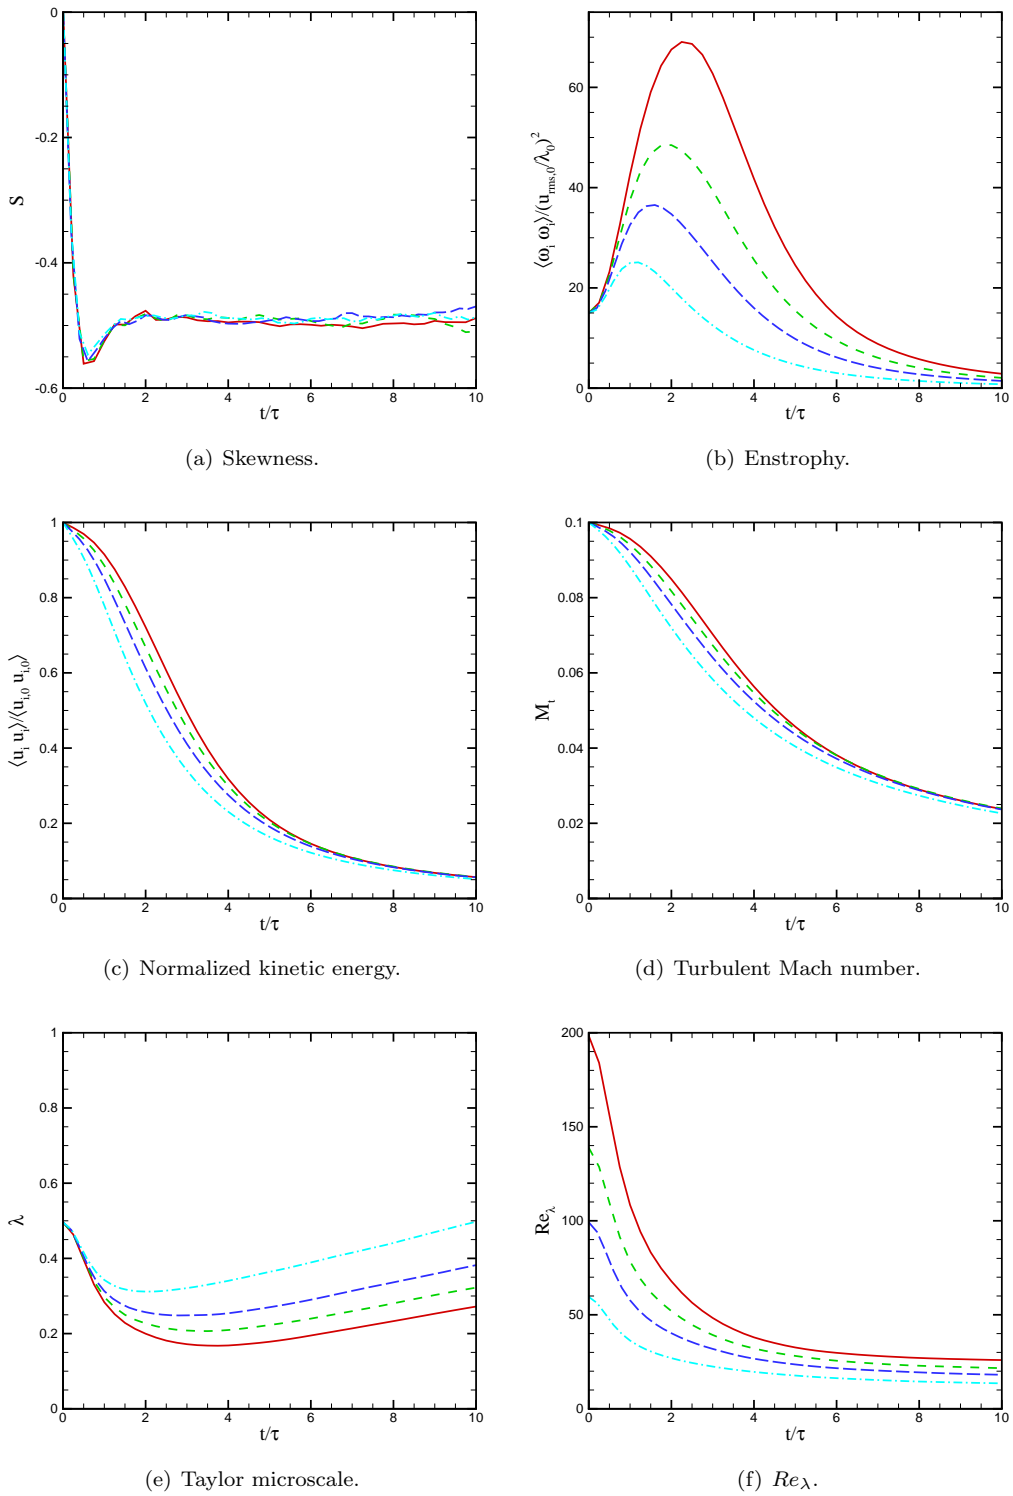 0
-0.2
-0.4
-0.6
S
0 2 4 6 8 10
t/τ
(a) Skewness.
60
40
20
0
⟨ω_i ω_i⟩/(u_rms,0/λ_0)^2
0 2 4 6 8 10
t/τ
(b) Enstrophy.
1
0.8
0.6
0.4
0.2
0
⟨u_i u_i⟩/⟨u_i,0 u_i,0⟩
0 2 4 6 8 10
t/τ
(c) Normalized kinetic energy.
0.1
0.08
0.06
0.04
0.02
0
M_t
0 2 4 6 8 10
t/τ
(d) Turbulent Mach number.
1
0.8
0.6
0.4
0.2
0
λ
0 2 4 6 8 10
t/τ
(e) Taylor microscale.
200
150
100
50
0
Re_λ
0 2 4 6 8 10
t/τ
(f) Re_λ.